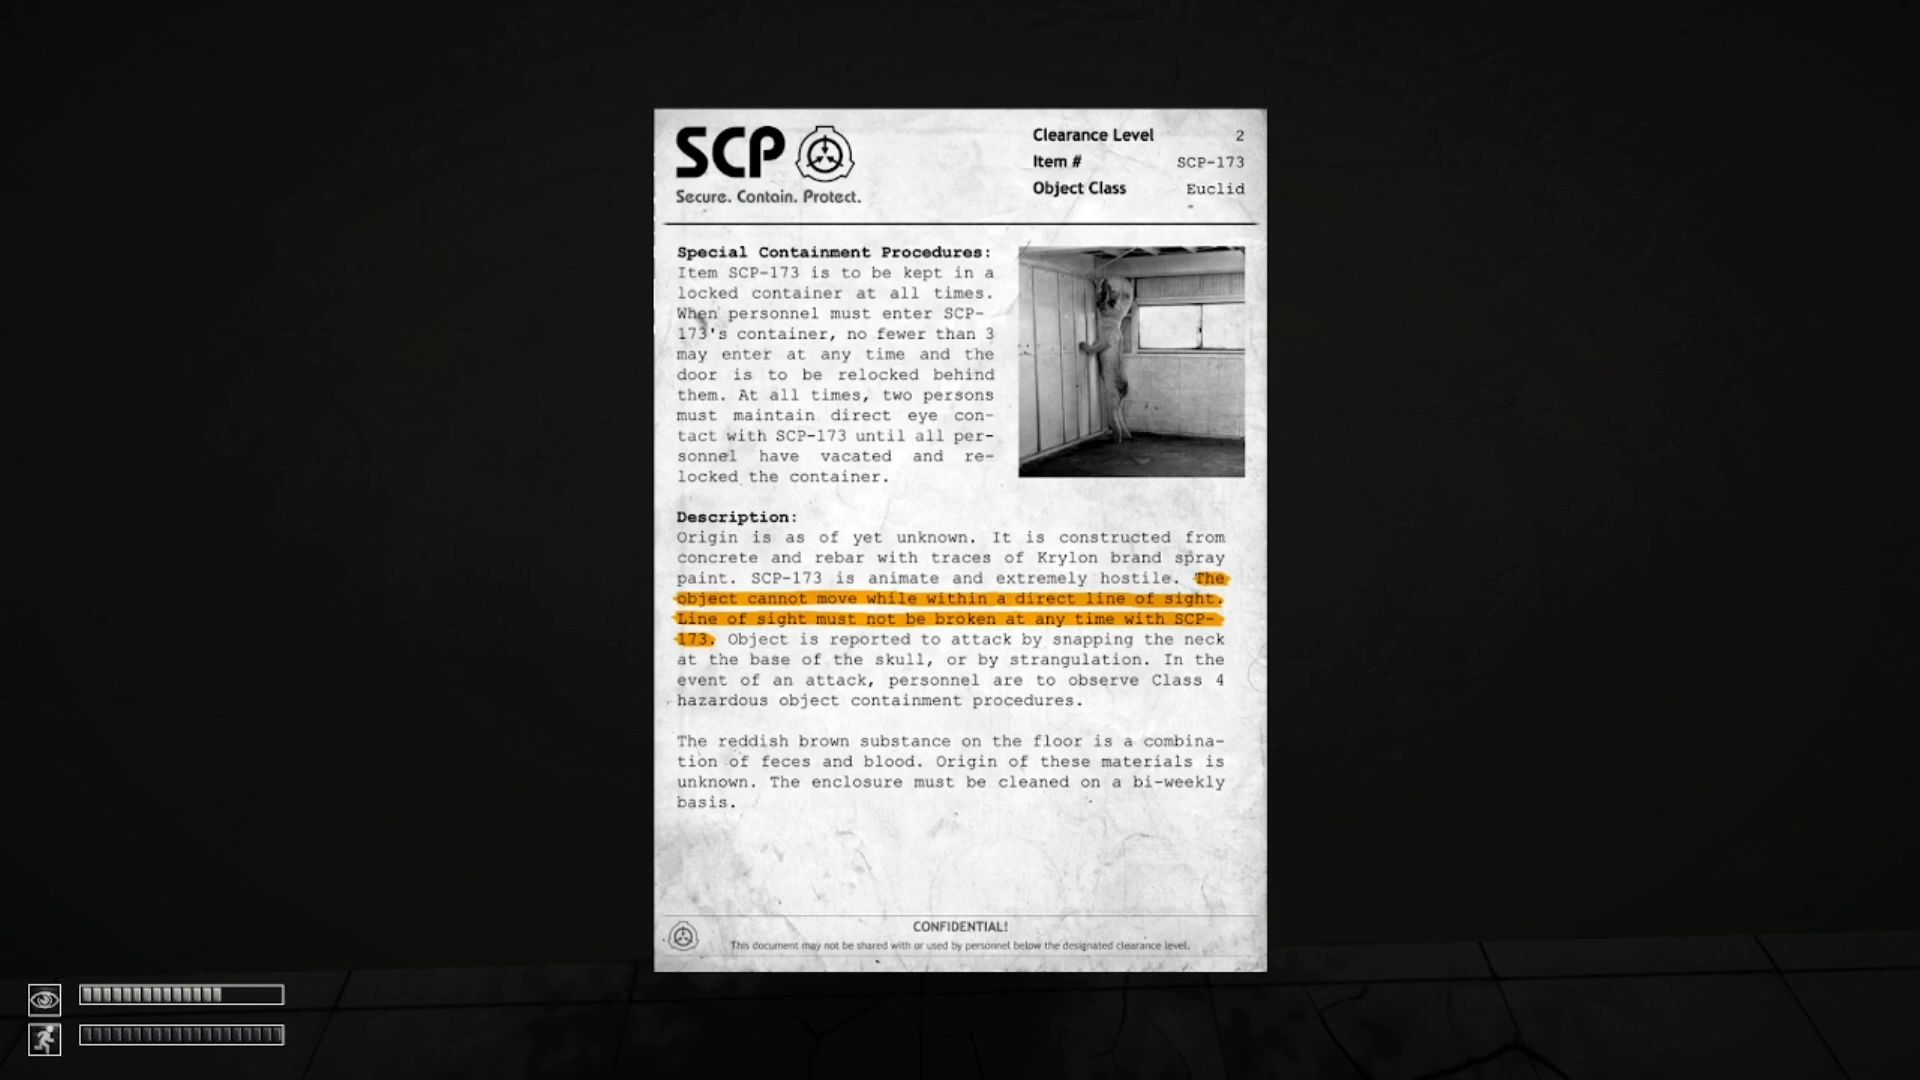 SCP
Secure. Contain. Protect.
Clearance Level 2
Item # SCP-173
Object Class Euclid
Special Containment Procedures:
Item SCP-173 is to be kept in a
locked container at all times.
When personnel must enter SCP-
173's container, no fewer than 3
may enter at any time and the
door is to be relocked behind
them. At all times, two persons
must maintain direct eye con-
tact with SCP-173 until all per-
sonnel have vacated and re-
locked the container.
Description:
Origin is as of yet unknown. It is constructed from
concrete and rebar with traces of Krylon brand spray
paint. SCP-173 is animate and extremely hostile. The
object cannot move while within a direct line of sight.
Line of sight must not be broken at any time with SCP-
173. Object is reported to attack by snapping the neck
at the base of the skull, or by strangulation. In the
event of an attack, personnel are to observe Class 4
hazardous object containment procedures.
The reddish brown substance on the floor is a combina-
tion of feces and blood. Origin of these materials is
unknown. The enclosure must be cleaned on a bi-weekly
basis.
CONFIDENTIAL!
This document may not be shared with or used by personnel below the designated clearance level.